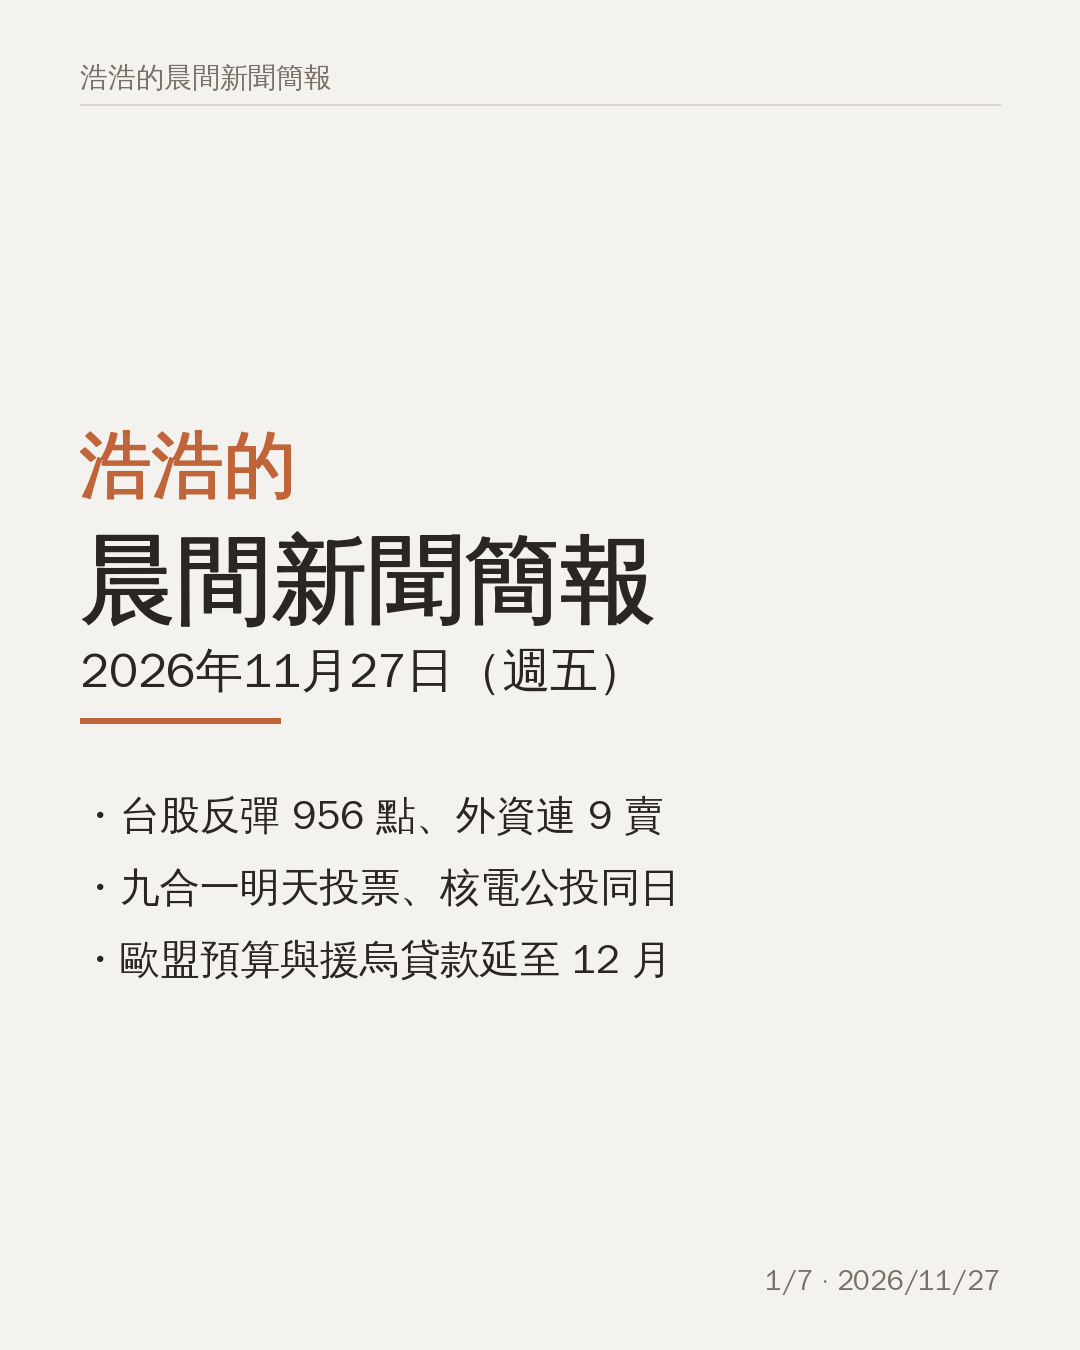 浩浩的晨間新聞簡報
浩浩的
晨間新聞簡報
2026年11月27日（週五）
・台股反彈 956 點、外資連 9 賣
・九合一明天投票、核電公投同日
・歐盟預算與援烏貸款延至 12 月
1/7 · 2026/11/27